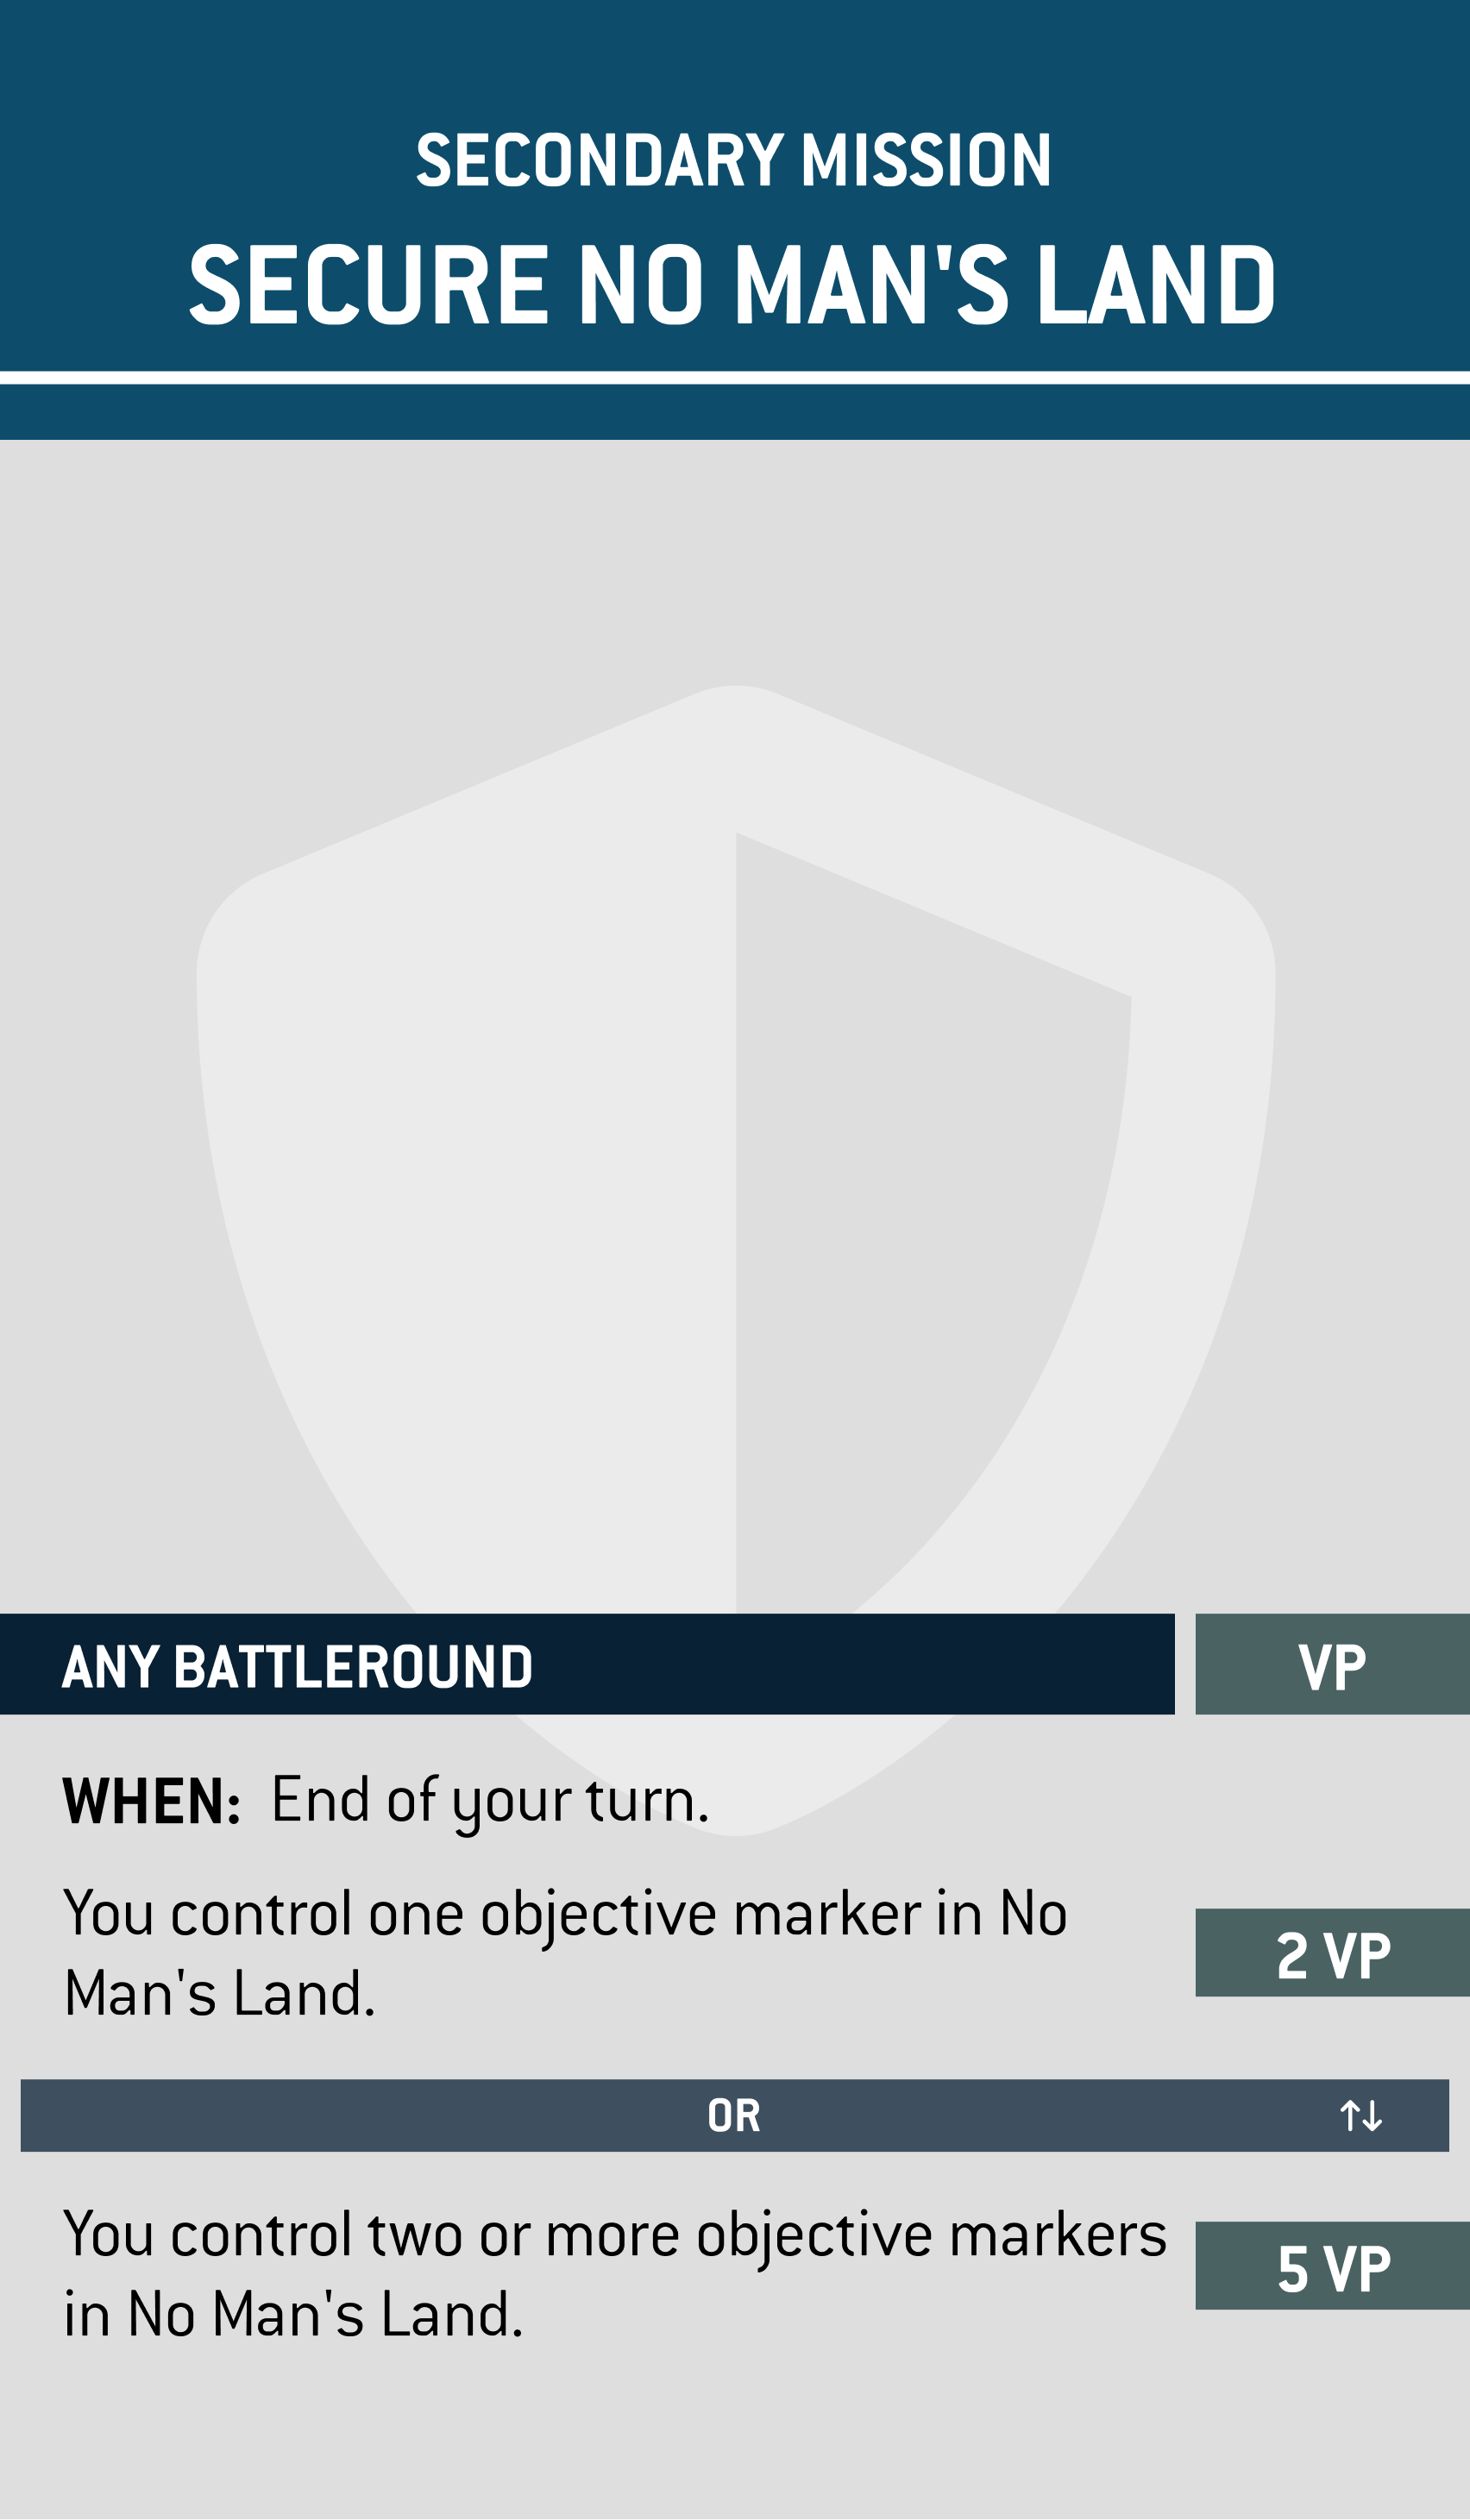 SECONDARY MISSION
SECURE NO MAN'S LAND
ANY BATTLEROUND
VP
WHEN: End of your turn.
You control one objective marker in No
Man's Land.
2 VP
OR
You control two or more objective markers
in No Man's Land.
5 VP